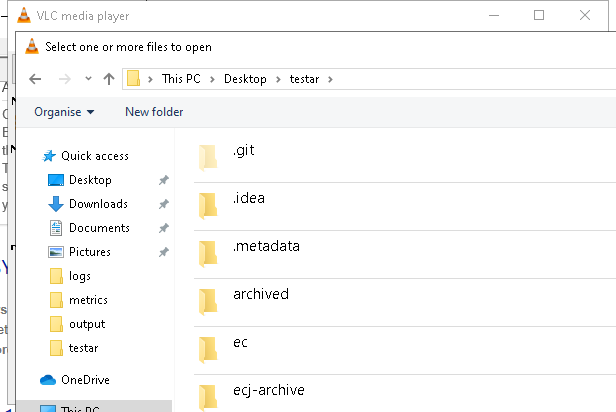 VLC media player
Select one or more files to open
This PC > Desktop > testar >
Organise New folder
Quick access
Desktop
Downloads
Documents
Pictures
logs
metrics
output
testar
OneDrive
This PC
.git
.idea
.metadata
archived
ec
ecj-archive